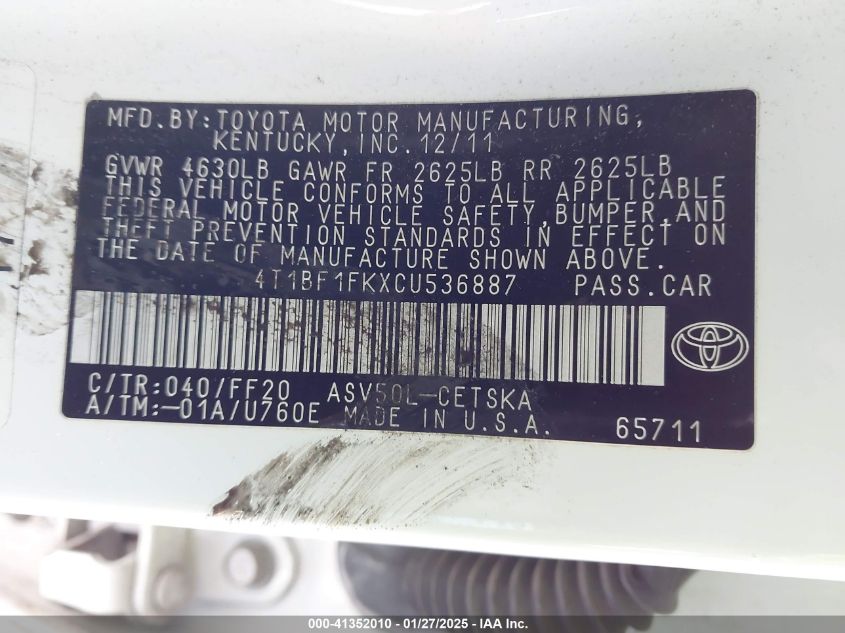 MFD.BY:TOYOTA MOTOR MANUFACTURING,
KENTUCKY,INC.12/11
GVWR 4630LB GAWR FR 2625LB RR 2625LB
THIS VEHICLE CONFORMS TO ALL APPLICABLE
FEDERAL MOTOR VEHICLE SAFETY,BUMPER,AND
THEFT PREVENTION STANDARDS IN EFFECT ON
THE DATE OF MANUFACTURE SHOWN ABOVE.
4T1BF1FKXCU536887 PASS.CAR
C/TR:040/FF20 ASV50L-CETSKA
A/TM:-01A/U760E MADE IN U.S.A. 65711
000-41352010 - 01/27/2025 - IAA Inc.